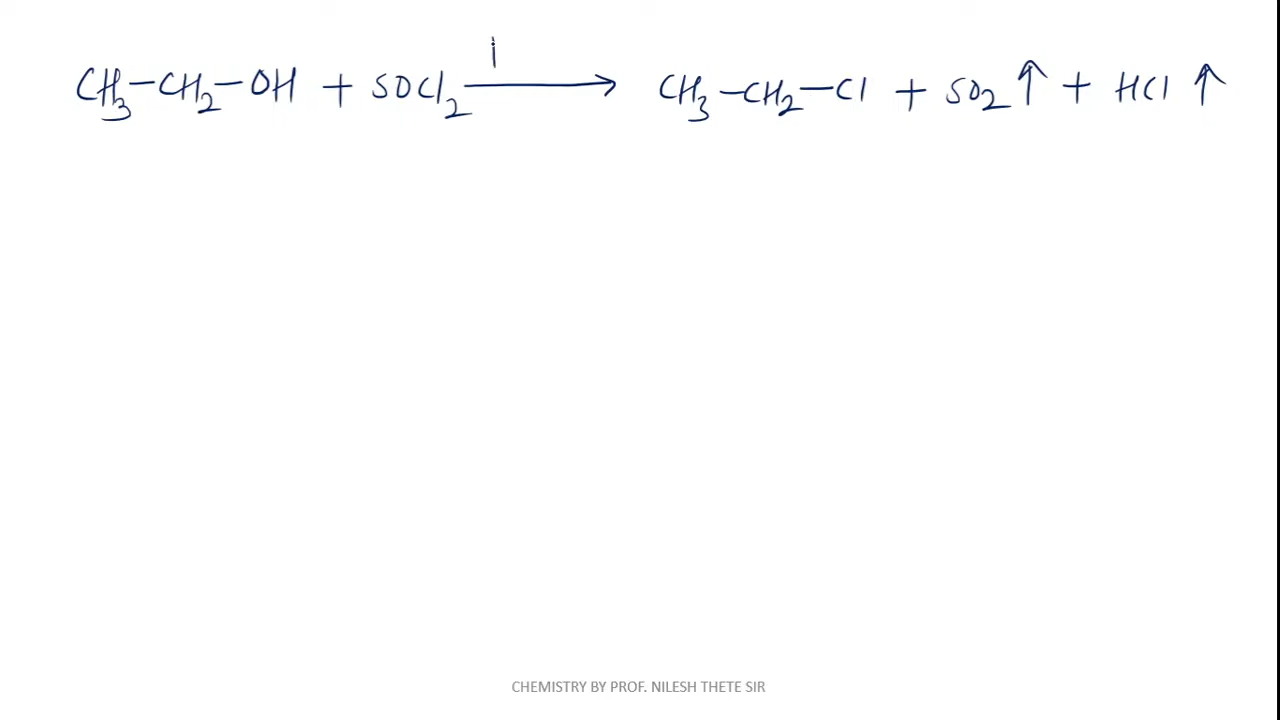 CH₃-CH₂-OH + SOCl₂ ⟶ CH₃-CH₂-Cl + SO₂↑ + HCl↑
CHEMISTRY BY PROF. NILESH THETE SIR